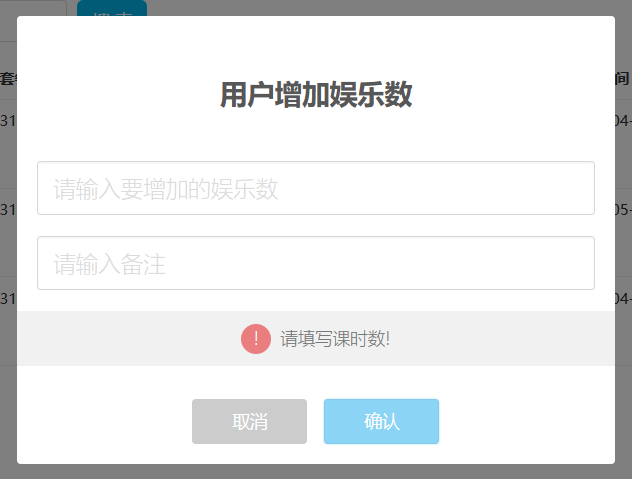 搜 索
间
31
04-
31
05-
31
04-
用户增加娱乐数
请输入要增加的娱乐数
请输入备注
! 请填写课时数!
取消
确认